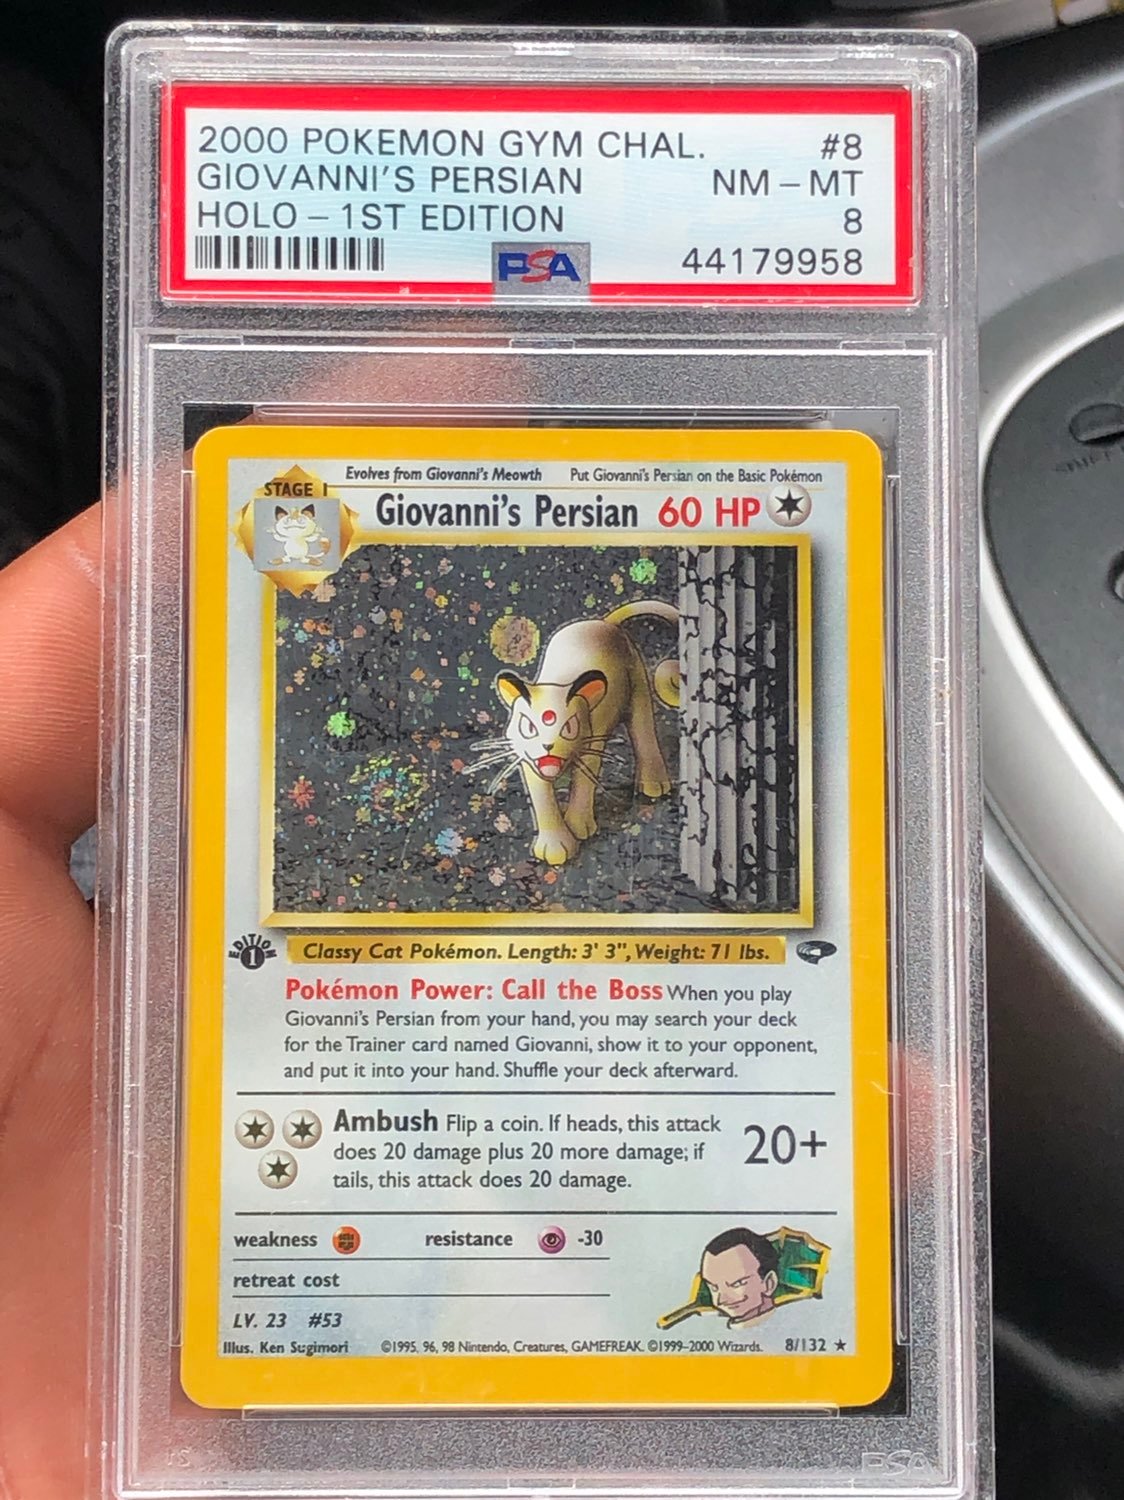 2000 POKEMON GYM CHAL. #8
GIOVANNI'S PERSIAN NM - MT
HOLO - 1ST EDITION 8
PSA 44179958
Evolves from Giovanni's Meowth Put Giovanni's Persian on the Basic Pokémon
STAGE 1
Giovanni's Persian 60 HP
EDITION 1
Classy Cat Pokémon. Length: 3' 3", Weight: 71 lbs.
Pokémon Power: Call the Boss When you play
Giovanni's Persian from your hand, you may search your deck
for the Trainer card named Giovanni, show it to your opponent,
and put it into your hand. Shuffle your deck afterward.
Ambush Flip a coin. If heads, this attack
does 20 damage plus 20 more damage; if
tails, this attack does 20 damage.
20+
weakness resistance -30
retreat cost
LV. 23 #53
Illus. Ken Sugimori ©1995, 96, 98 Nintendo, Creatures, GAMEFREAK. ©1999-2000 Wizards. 8/132 ★
PSA